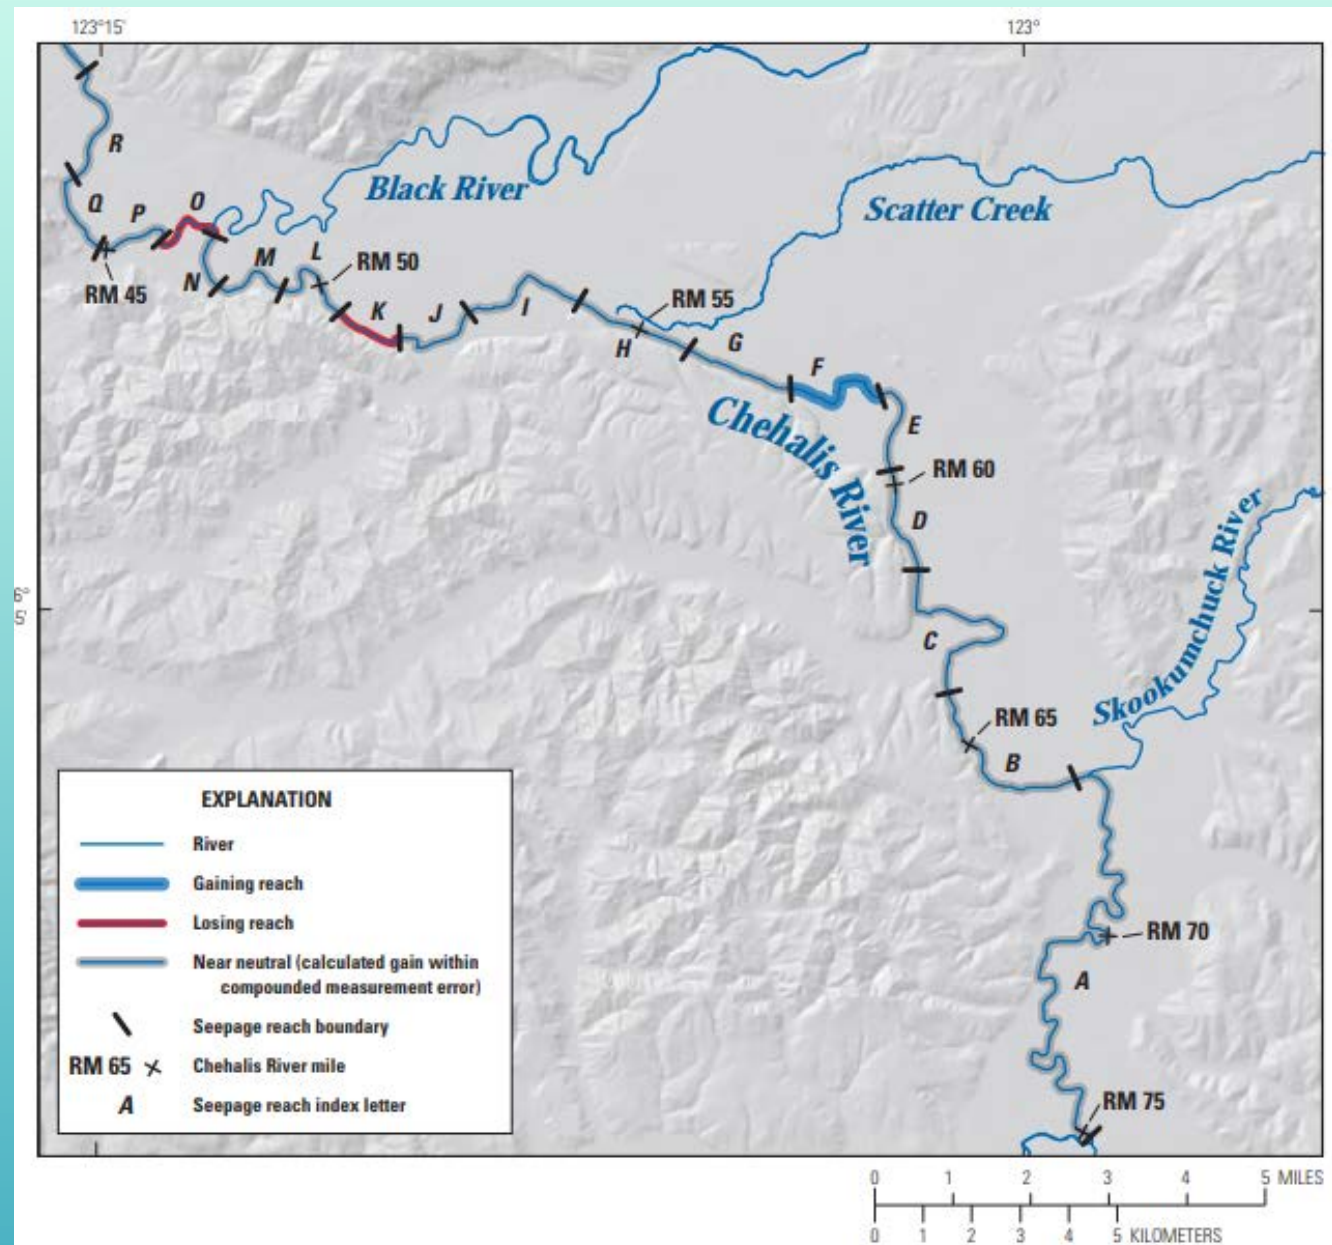 123°15'
123°
R
Black River
Q
P
O
Scatter Creek
M
L
RM 50
N
RM 45
K
J
I
RM 55
H
G
F
Chehalis River
E
RM 60
D
Skookumchuck River
6°
5'
C
RM 65
B
RM 70
A
RM 75
EXPLANATION
River
Gaining reach
Losing reach
Near neutral (calculated gain within
compounded measurement error)
Seepage reach boundary
RM 65 Chehalis River mile
A Seepage reach index letter
0 1 2 3 4 5 MILES
0 1 2 3 4 5 KILOMETERS